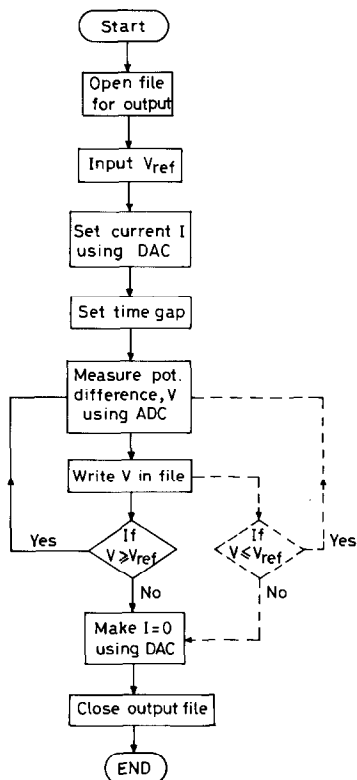 Start
Open file
for output
Input Vref
Set current I
using DAC
Set time gap
Measure pot.
difference, V
using ADC
Write V in file
Yes
If
V ⩾ Vref
If
V ⩽ Vref
Yes
No
No
Make I=0
using DAC
Close output file
END